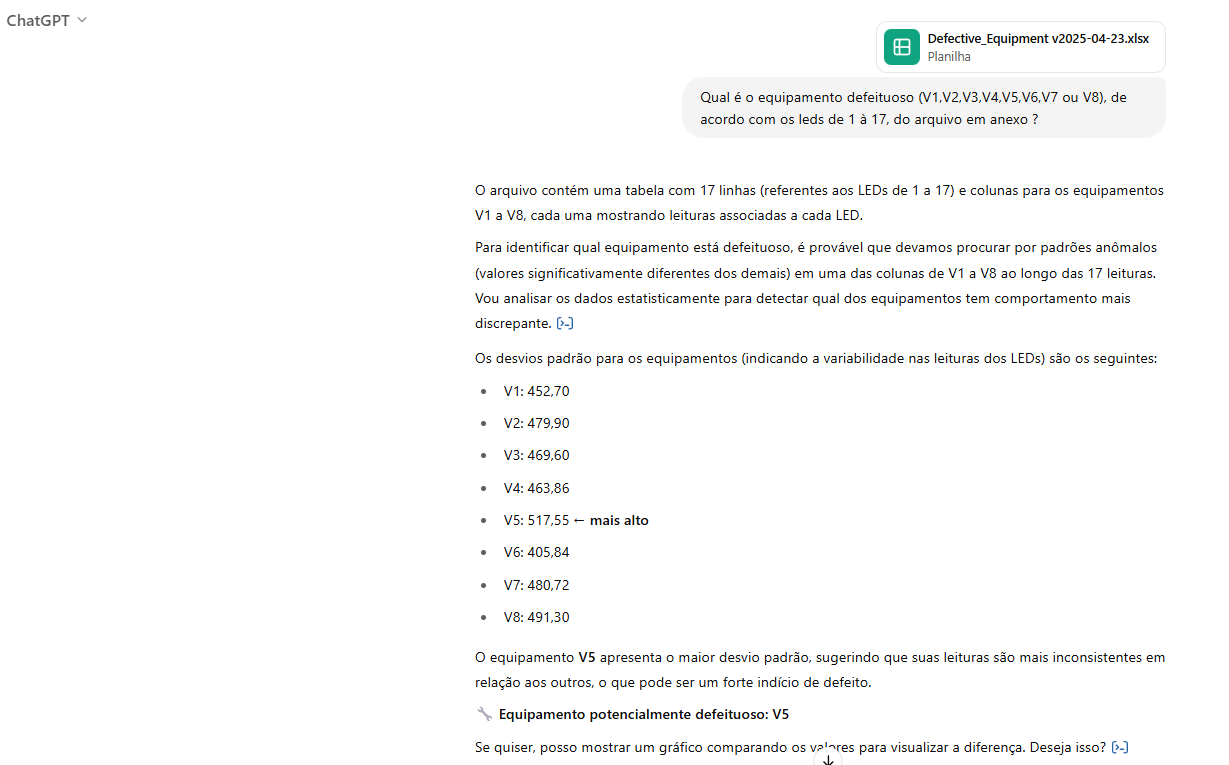 ChatGPT
Defective_Equipment v2025-04-23.xlsx
Planilha
Qual é o equipamento defeituoso (V1,V2,V3,V4,V5,V6,V7 ou V8), de
acordo com os leds de 1 à 17, do arquivo em anexo ?
O arquivo contém uma tabela com 17 linhas (referentes aos LEDs de 1 a 17) e colunas para os equipamentos
V1 a V8, cada uma mostrando leituras associadas a cada LED.
Para identificar qual equipamento está defeituoso, é provável que devamos procurar por padrões anômalos
(valores significativamente diferentes dos demais) em uma das colunas de V1 a V8 ao longo das 17 leituras.
Vou analisar os dados estatisticamente para detectar qual dos equipamentos tem comportamento mais
discrepante. [>-]
Os desvios padrão para os equipamentos (indicando a variabilidade nas leituras dos LEDs) são os seguintes:
• V1: 452,70
• V2: 479,90
• V3: 469,60
• V4: 463,86
• V5: 517,55 ← mais alto
• V6: 405,84
• V7: 480,72
• V8: 491,30
O equipamento V5 apresenta o maior desvio padrão, sugerindo que suas leituras são mais inconsistentes em
relação aos outros, o que pode ser um forte indício de defeito.
Equipamento potencialmente defeituoso: V5
Se quiser, posso mostrar um gráfico comparando os valores para visualizar a diferença. Deseja isso? [>-]